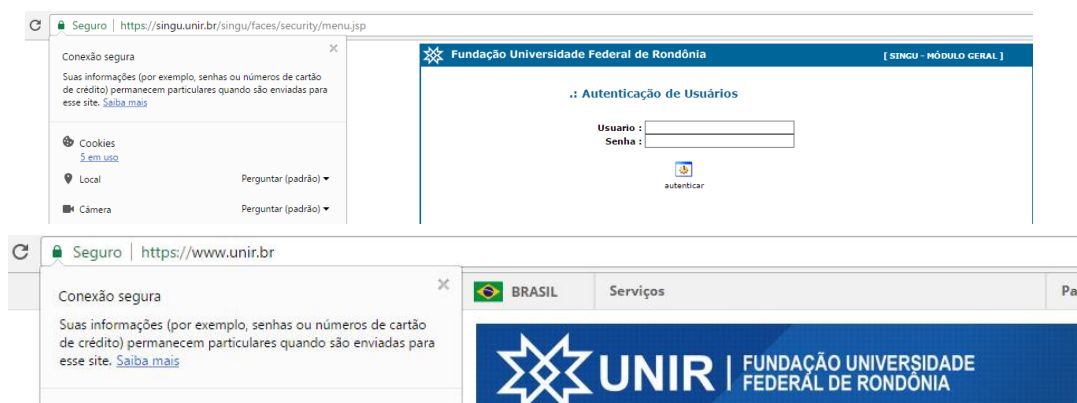 Seguro | https://singu.unir.br/singu/faces/security/menu.jsp
Conexão segura
Suas informações (por exemplo, senhas ou números de cartão
de crédito) permanecem particulares quando são enviadas para
esse site. Saiba mais
Cookies
5 em uso
Local Perguntar (padrão)
Câmera Perguntar (padrão)
Fundação Universidade Federal de Rondônia [ SINGU - MÓDULO GERAL ]
.: Autenticação de Usuários
Usuario :
Senha :
autenticar
Seguro | https://www.unir.br
Conexão segura
Suas informações (por exemplo, senhas ou números de cartão
de crédito) permanecem particulares quando são enviadas para
esse site. Saiba mais
BRASIL Serviços Pa
UNIR | FUNDAÇÃO UNIVERSIDADE
FEDERAL DE RONDÔNIA